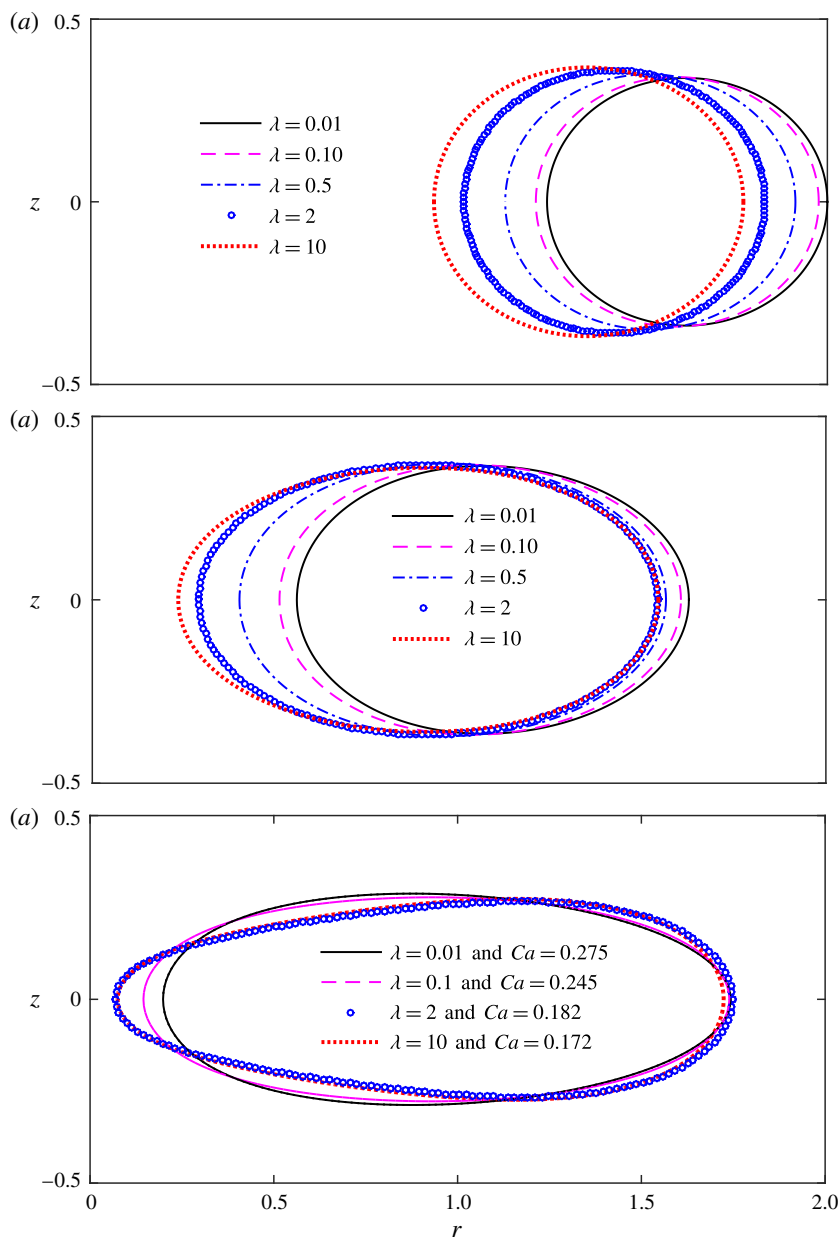 (a)
0.5
λ = 0.01
λ = 0.10
λ = 0.5
λ = 2
λ = 10
z
0
−0.5
(a)
0.5
λ = 0.01
λ = 0.10
λ = 0.5
λ = 2
λ = 10
z
0
−0.5
(a)
0.5
λ = 0.01 and Ca = 0.275
λ = 0.1 and Ca = 0.245
λ = 2 and Ca = 0.182
λ = 10 and Ca = 0.172
z
0
−0.5
0 0.5 1.0 1.5 2.0
r